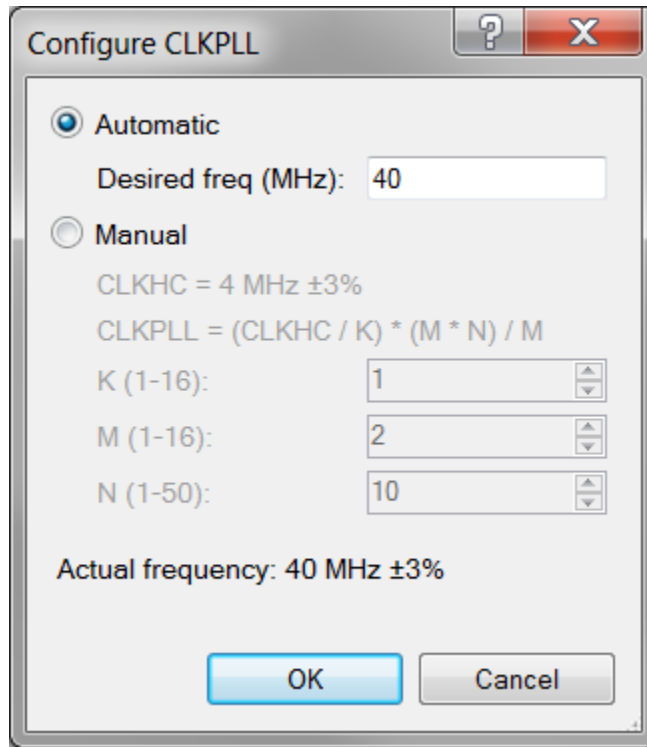 Configure CLKPLL
Automatic
Desired freq (MHz): 40
Manual
CLKHC = 4 MHz ±3%
CLKPLL = (CLKHC / K) * (M * N) / M
K (1-16): 1
M (1-16): 2
N (1-50): 10
Actual frequency: 40 MHz ±3%
OK Cancel